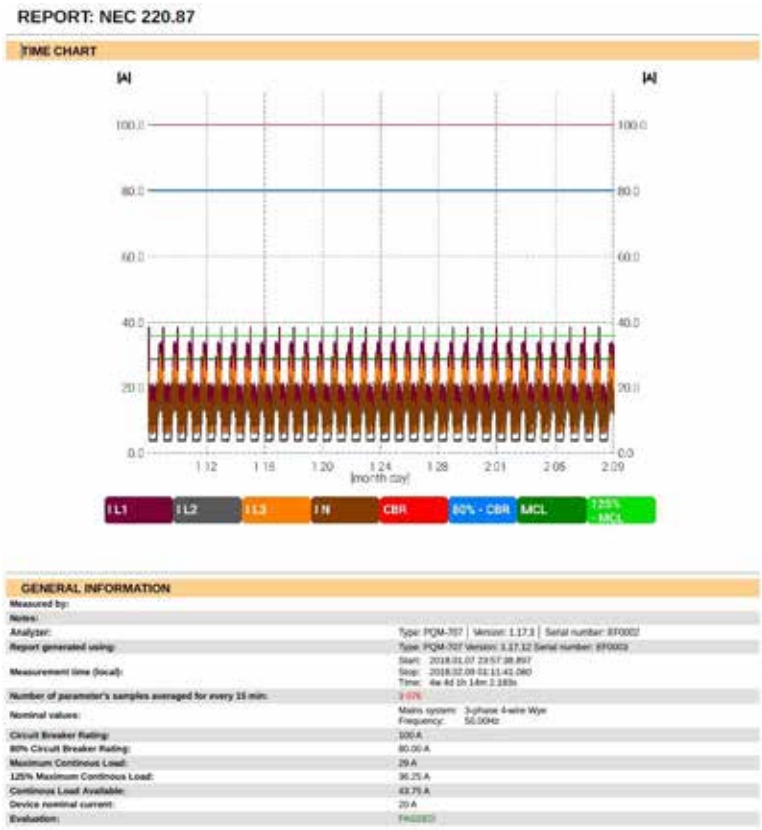 REPORT: NEC 220.87
TIME CHART
[A] [A]
100.0 100.0
80.0 80.0
60.0 60.0
40.0 40.0
20.0 20.0
0.0 0.0
1 12 1 16 1 20 1 24 1 28 2 01 2 05 2 09
[month day]
I L1 I L2 I L3 I N CBR 80% - CBR MCL 125% - MCL
GENERAL INFORMATION
Measured by:
Notes:
Analyzer: Type: PQM-707 | Version: 1.17.3 | Serial number: EF0002
Report generated using: Type: PQM-707 Version: 1.17.12 Serial number: EF0003
Measurement time (local): Start: 2018.01.07 23:57:38.897
Stop: 2018.02.09 01:11:41.080
Time: 4w 4d 1h 14m 2.183s
Number of parameter's samples averaged for every 15 min: 3 076
Nominal values: Mains system: 3-phase 4-wire Wye
Frequency: 50.00Hz
Circuit Breaker Rating: 100 A
80% Circuit Breaker Rating: 80.00 A
Maximum Continous Load: 29 A
125% Maximum Continous Load: 36.25 A
Continous Load Available: 43.75 A
Device nominal current: 20 A
Evaluation: PASSED